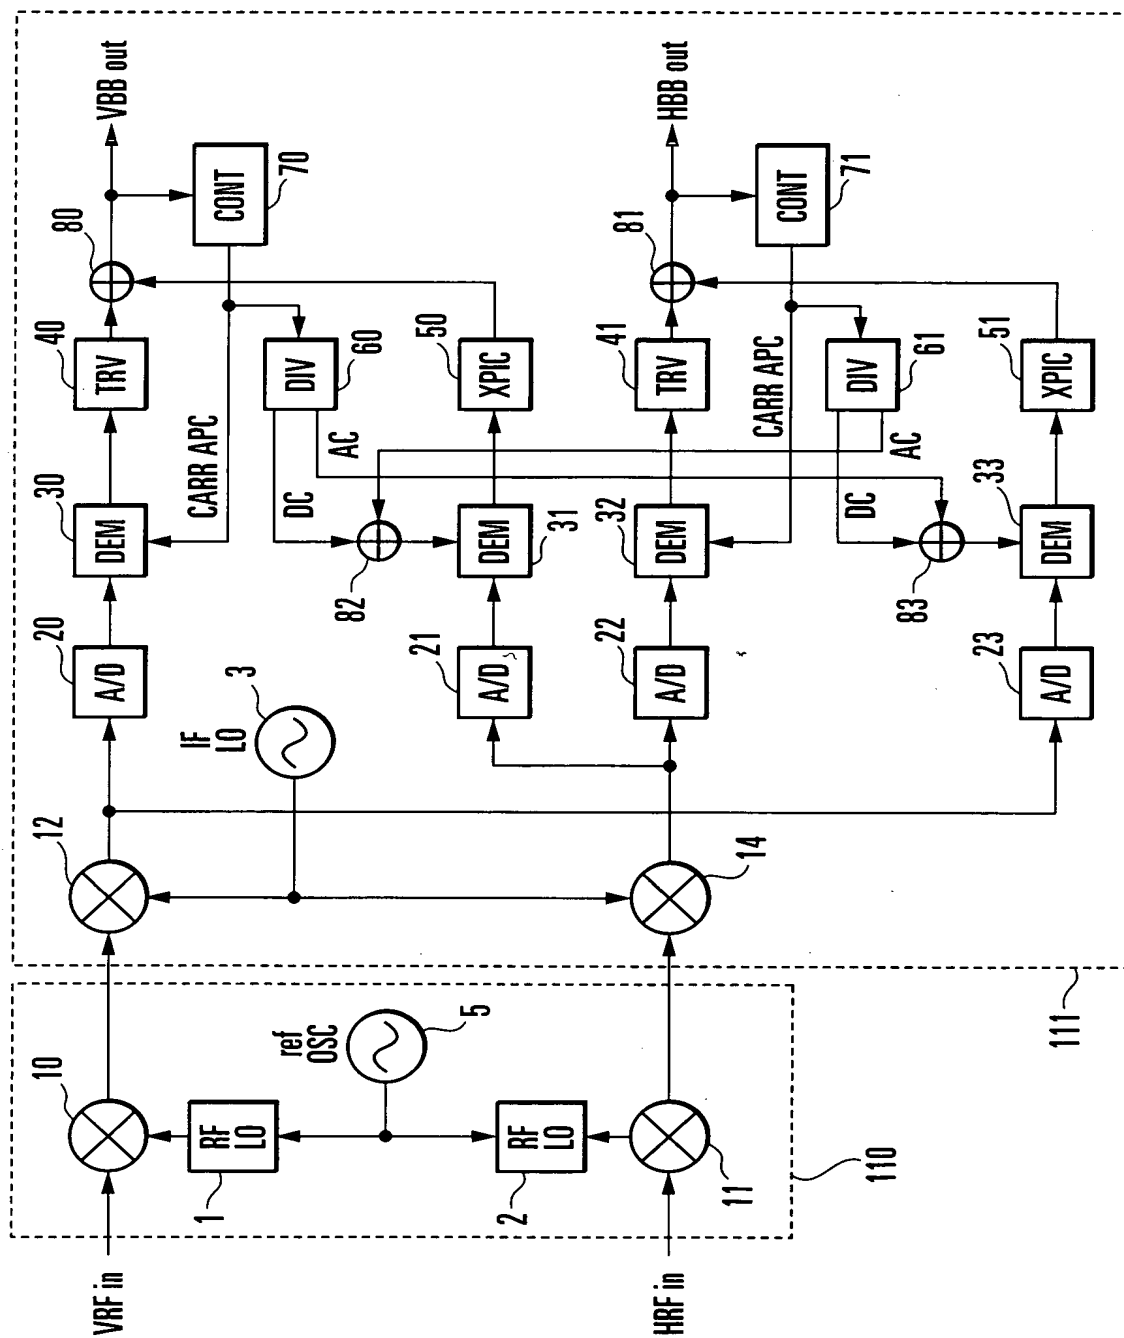 VRF in
10
RF
LO
1
ref
OSC
5
RF
LO
2
HRF in
11
110
12
IF
LO
3
14
111
A/D
20
DEM
30
TRV
40
80
VBB out
CONT
70
CARR APC
DIV
60
DC
AC
82
A/D
21
DEM
31
XPIC
50
A/D
22
DEM
32
TRV
41
81
HBB out
CONT
71
CARR APC
DIV
61
DC
AC
83
A/D
23
DEM
33
XPIC
51